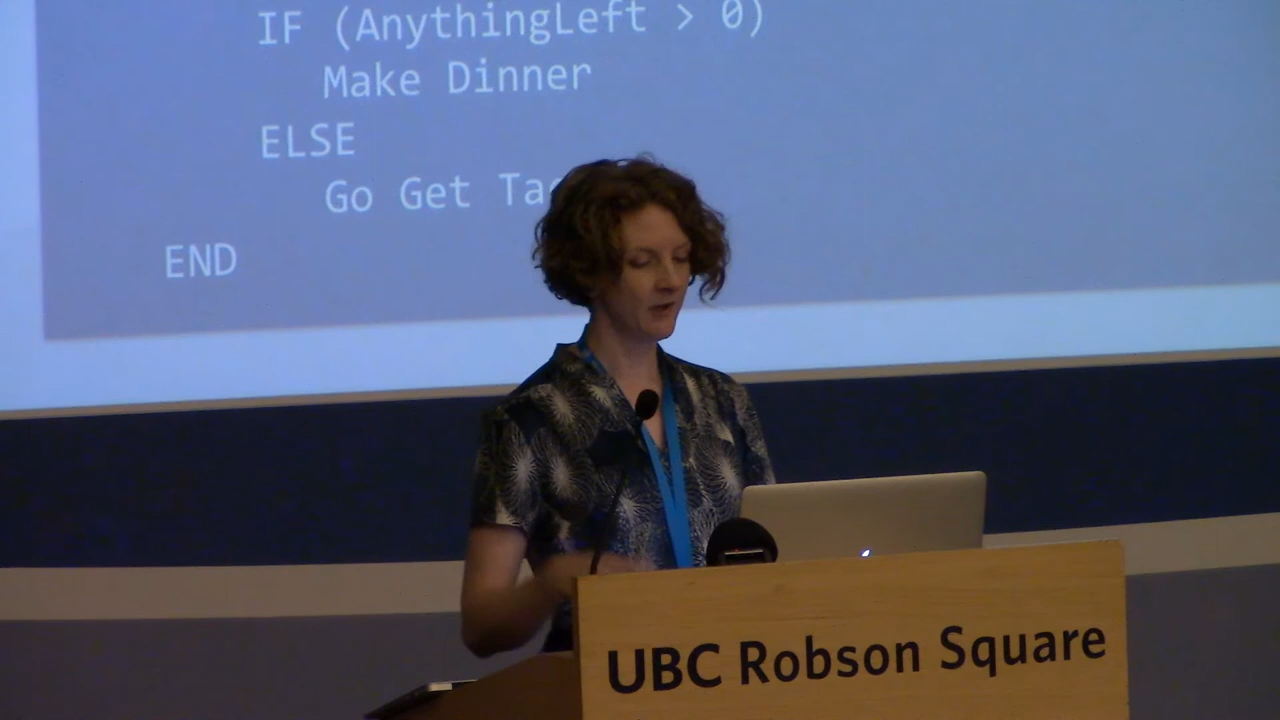 IF (AnythingLeft > 0)
Make Dinner
ELSE
Go Get
END
UBC Robson Square